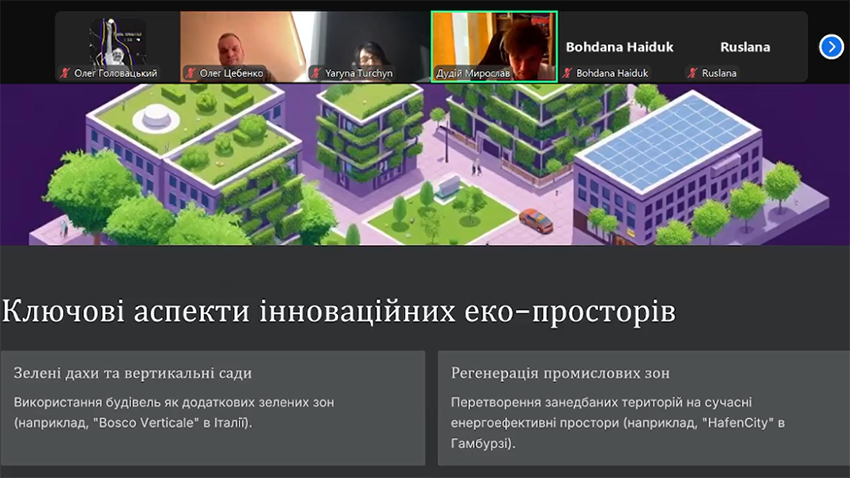 Bohdana Haiduk
Ruslana
Олег Головацький
Олег Цебенко
Yaryna Turchyn
Дудій Мирослав
Bohdana Haiduk
Ruslana
Ключові аспекти інноваційних еко-просторів
Зелені дахи та вертикальні сади
Використання будівель як додаткових зелених зон
(наприклад, "Bosco Verticale" в Італії).
Регенерація промислових зон
Перетворення занедбаних територій на сучасні
енергоефективні простори (наприклад, "HafenCity" в
Гамбурзі).